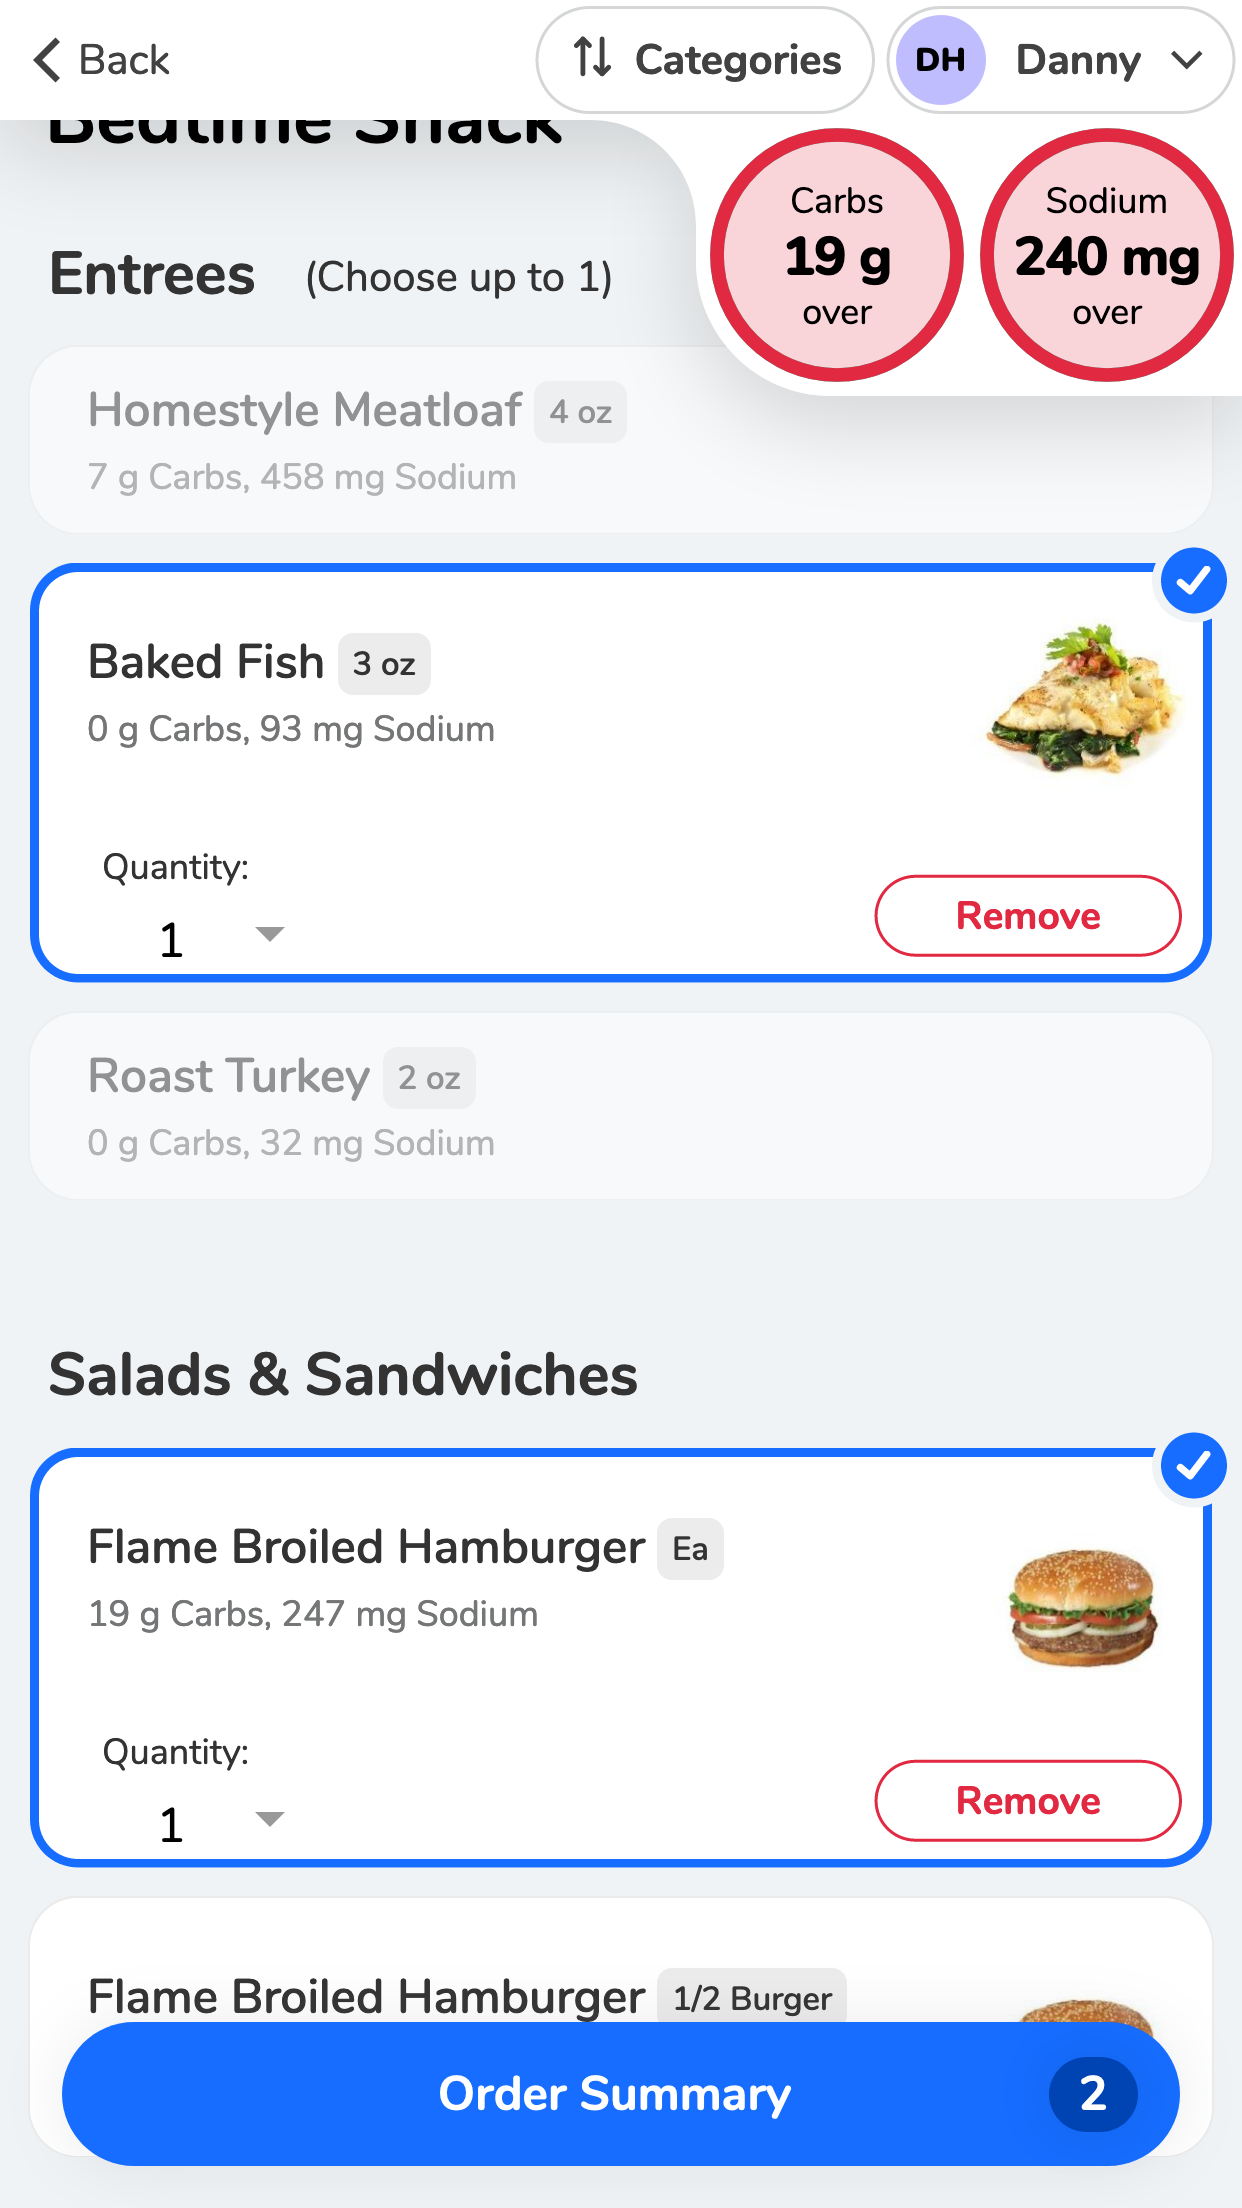 Back
Categories
DH
Danny
Bedtime Snack
Carbs
19 g
over
Sodium
240 mg
over
Entrees (Choose up to 1)
Homestyle Meatloaf 4 oz
7 g Carbs, 458 mg Sodium
Baked Fish 3 oz
0 g Carbs, 93 mg Sodium
Quantity:
1
Remove
Roast Turkey 2 oz
0 g Carbs, 32 mg Sodium
Salads & Sandwiches
Flame Broiled Hamburger Ea
19 g Carbs, 247 mg Sodium
Quantity:
1
Remove
Flame Broiled Hamburger 1/2 Burger
Order Summary 2